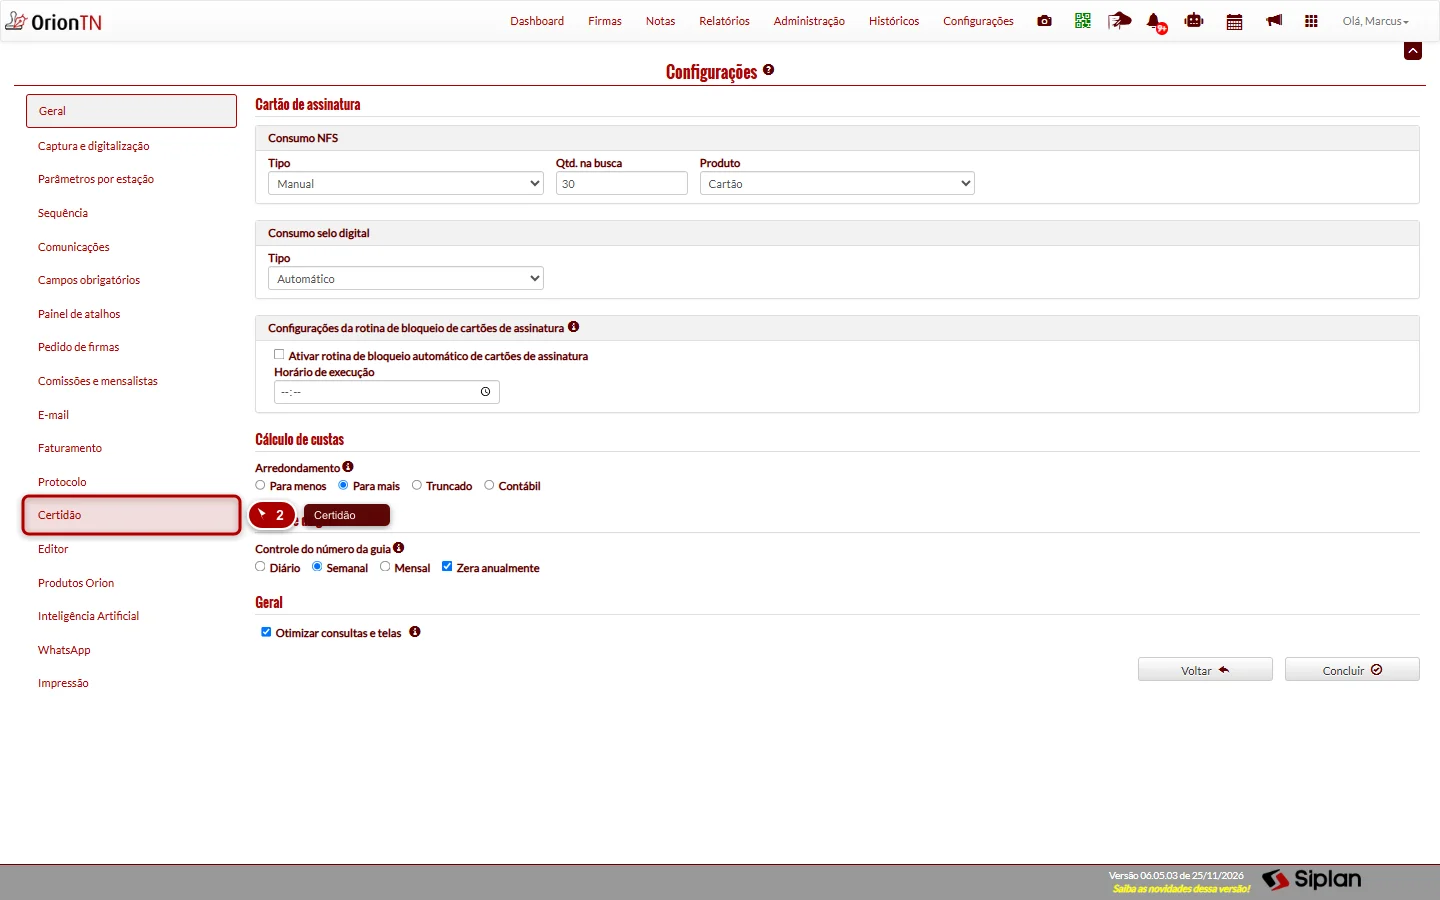 OrionTN
Dashboard Firmas Notas Relatórios Administração Históricos Configurações 9+ Olá, Marcus
Configurações
Geral
Captura e digitalização
Parâmetros por estação
Sequência
Comunicações
Campos obrigatórios
Painel de atalhos
Pedido de firmas
Comissões e mensalistas
E-mail
Faturamento
Protocolo
Certidão
Editor
Produtos Orion
Inteligência Artificial
WhatsApp
Impressão
Cartão de assinatura
Consumo NFS
Tipo Qtd. na busca Produto
Manual 30 Cartão
Consumo selo digital
Tipo
Automático
Configurações da rotina de bloqueio de cartões de assinatura
Ativar rotina de bloqueio automático de cartões de assinatura
Horário de execução
--:--
Cálculo de custas
Arredondamento
Para menos Para mais Truncado Contábil
2 Certidão
Controle do número da guia
Diário Semanal Mensal Zera anualmente
Geral
Otimizar consultas e telas
Voltar Concluir
Versão 06.05.03 de 25/11/2026
Saiba as novidades dessa versão!
Siplan